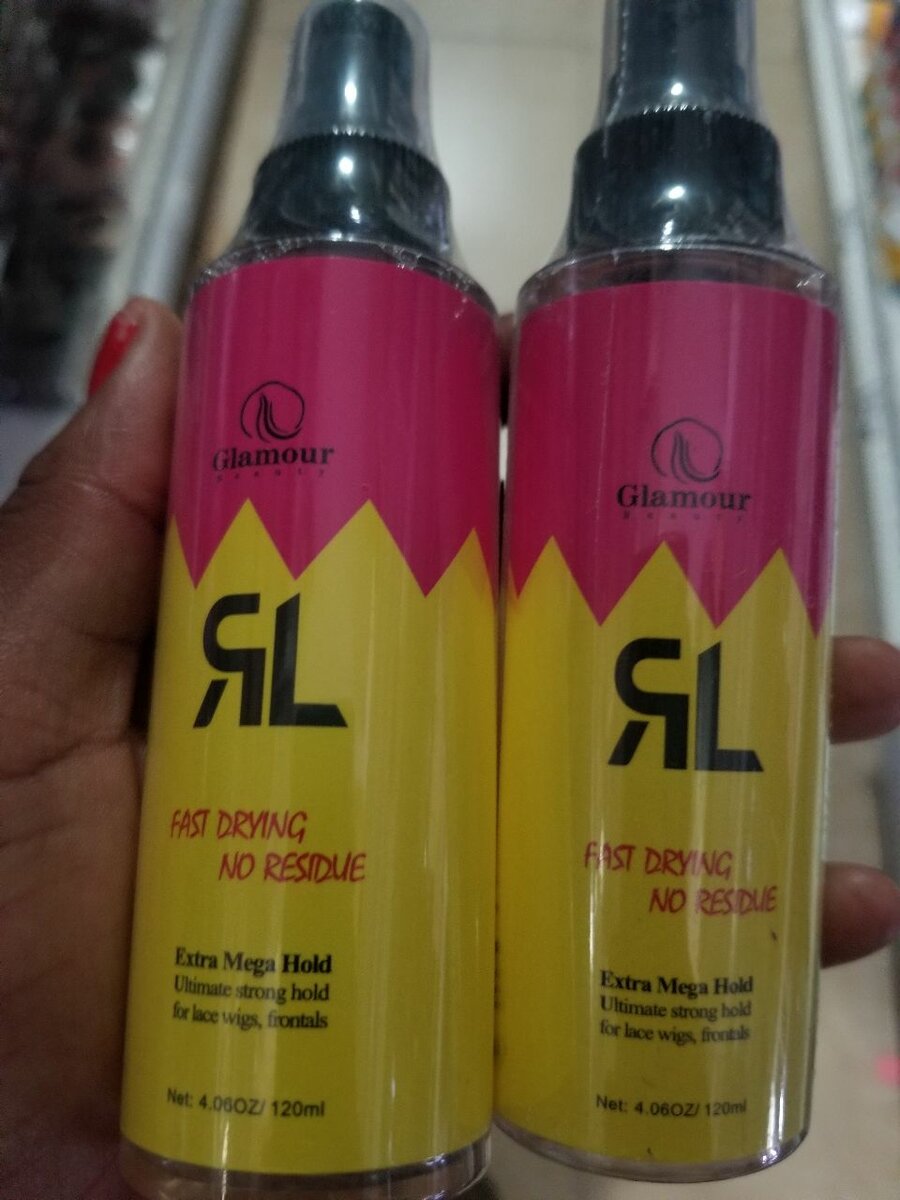 Glamour
Beauty
RL
FAST DRYING
NO RESIDUE
Extra Mega Hold
Ultimate strong hold
for lace wigs, frontals
Net: 4.06OZ/ 120ml
Glamour
Beauty
RL
FAST DRYING
NO RESIDUE
Extra Mega Hold
Ultimate strong hold
for lace wigs, frontals
Net: 4.06OZ/ 120ml